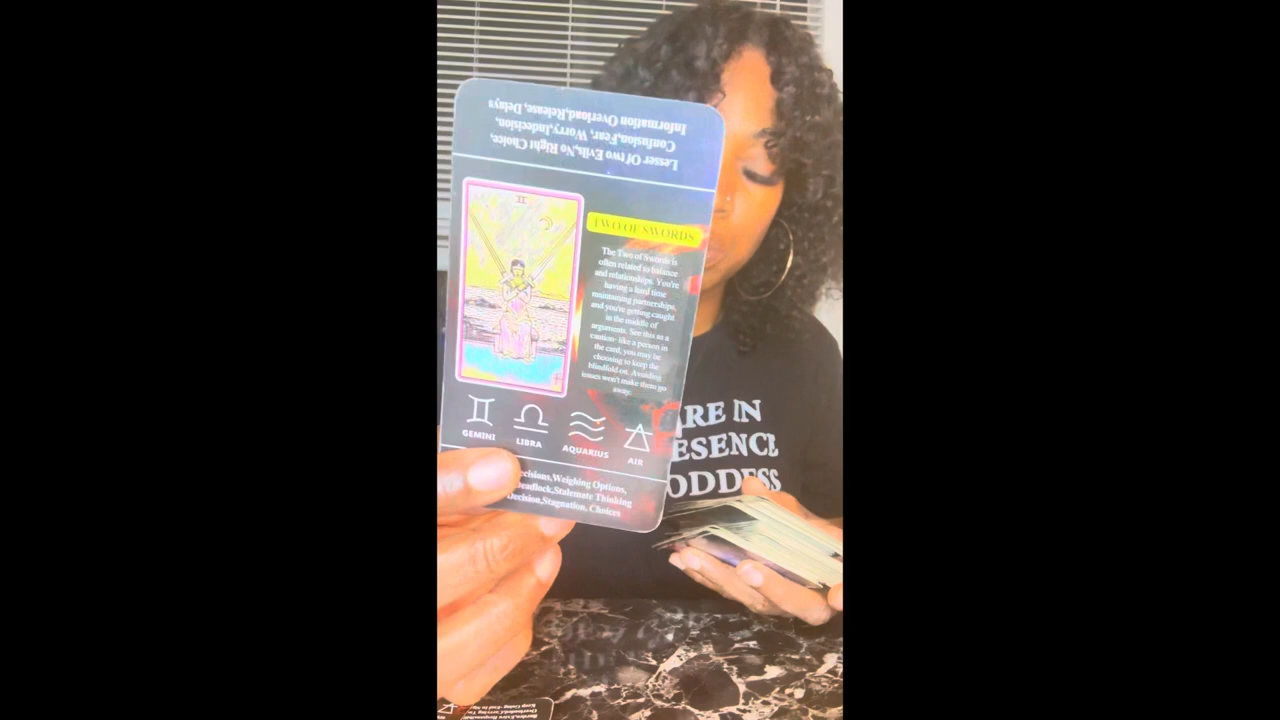 Lesser Of two Evils,No Right Choice,
Confusion,Fear, Worry,Indecision,
Information Overload,Release, Delays
II
TWO OF SWORDS
The Two of Swords is
often related to balance
and relationships. You're
having a hard time
maintaining partnerships,
and you're getting caught
in the middle of
arguments. See this as a
caution- like a person in
the card, you may be
choosing to keep the
blindfold on. Avoiding
issues won't make them go
away.
GEMINI
LIBRA
AQUARIUS
AIR
Weighing Options,
Stalemate Thinking
Decision,Stagnation, Choices
ARE IN
ESENCE
ODDESS